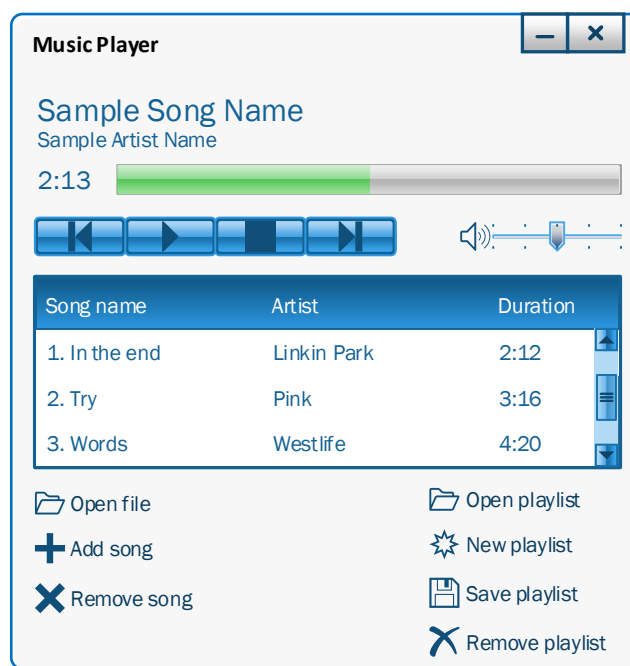 Music Player
Sample Song Name
Sample Artist Name
2:13
Song name Artist Duration
1. In the end Linkin Park 2:12
2. Try Pink 3:16
3. Words Westlife 4:20
Open file Open playlist
Add song New playlist
Remove song Save playlist
Remove playlist